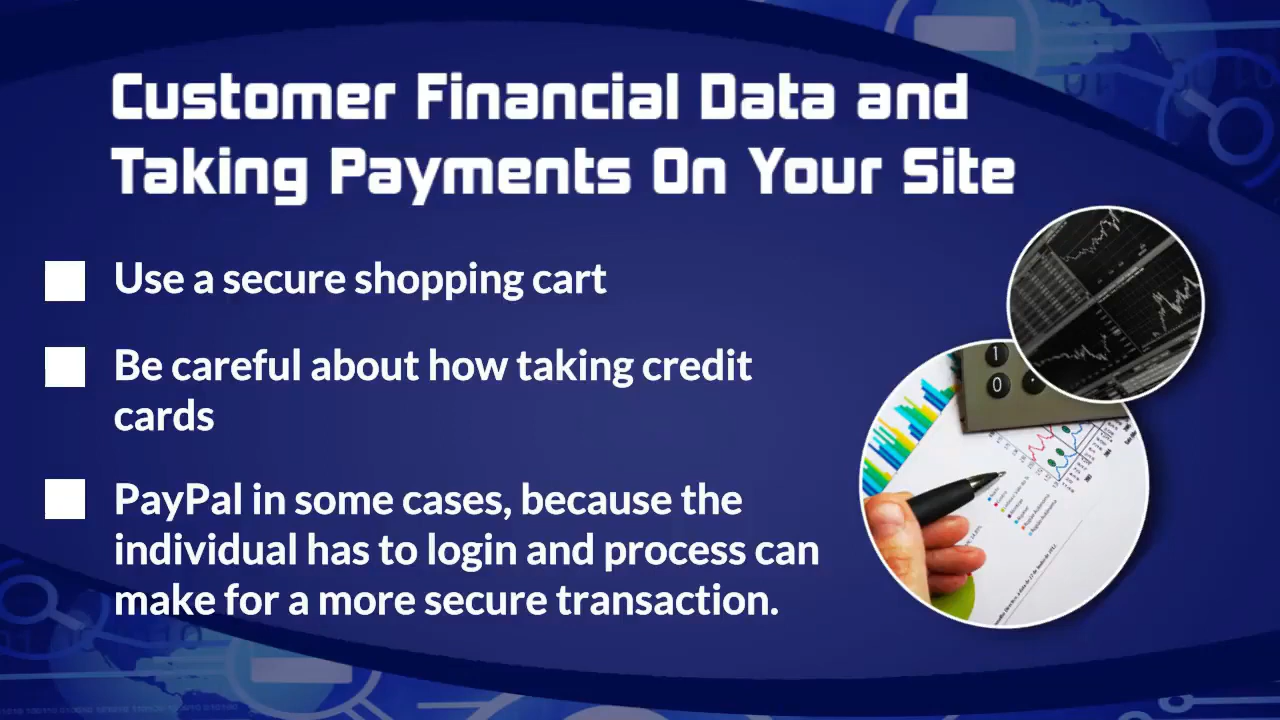 Customer Financial Data and
Taking Payments On Your Site
Use a secure shopping cart
Be careful about how taking credit
cards
PayPal in some cases, because the
individual has to login and process can
make for a more secure transaction.
1
0